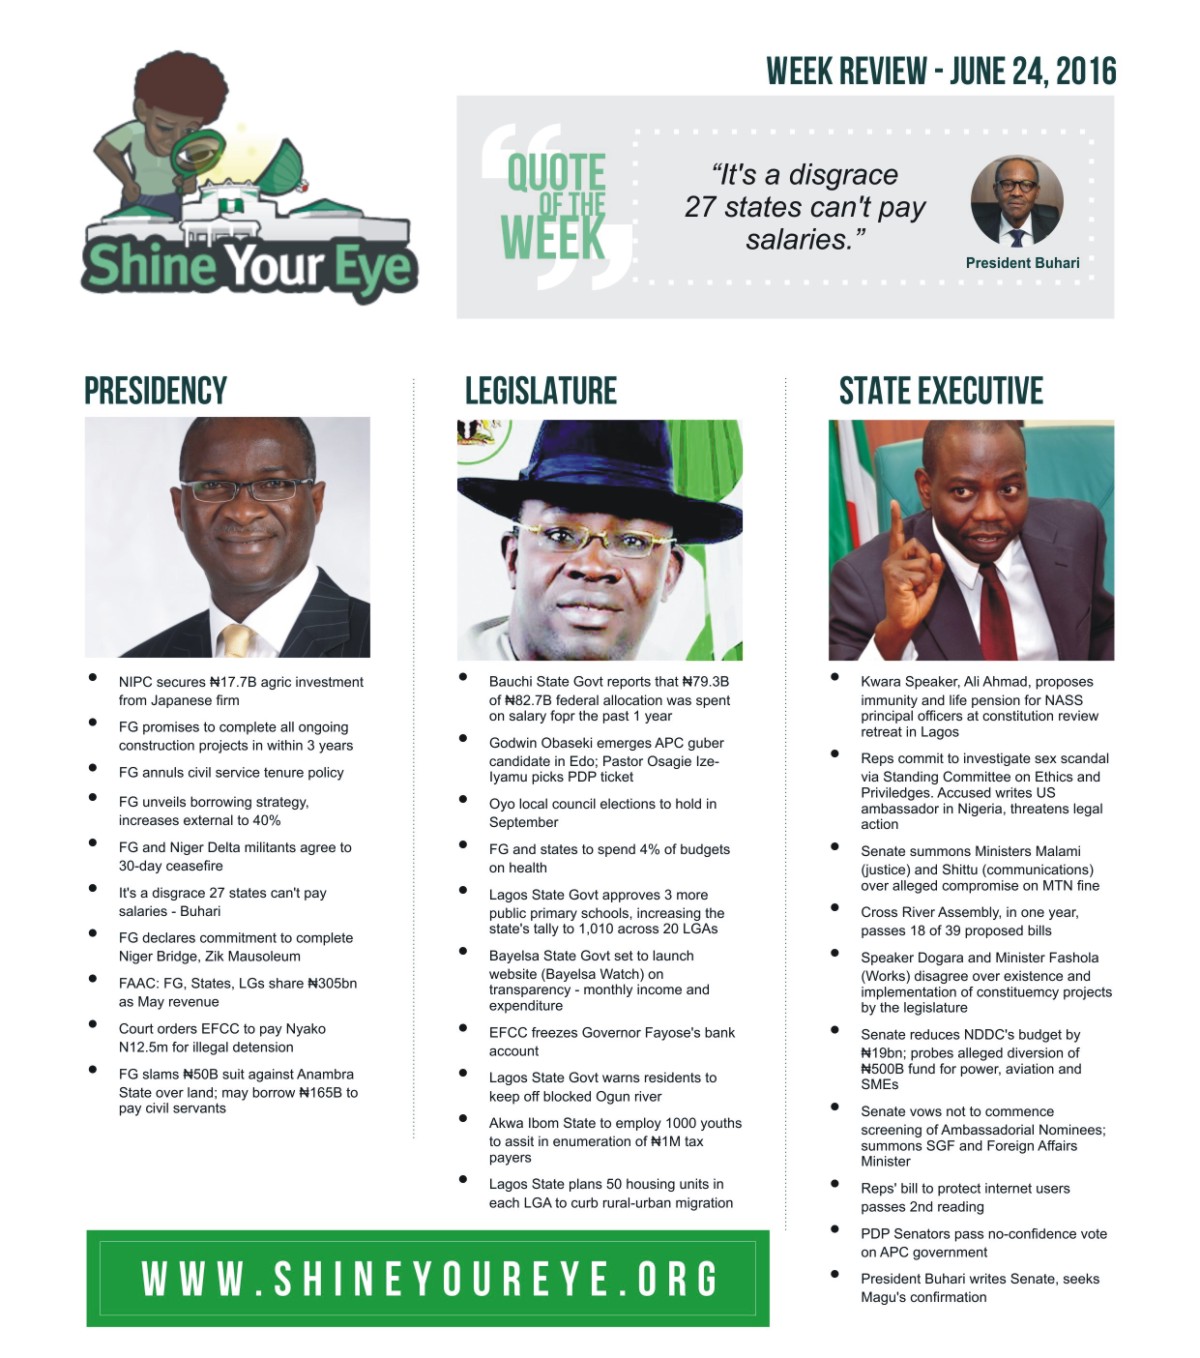 Shine Your Eye
WEEK REVIEW - JUNE 24, 2016
QUOTE
OF THE
WEEK
“It's a disgrace
27 states can't pay
salaries.”
President Buhari
PRESIDENCY
NIPC secures ₦17.7B agric investment
from Japanese firm
FG promises to complete all ongoing
construction projects in within 3 years
FG annuls civil service tenure policy
FG unveils borrowing strategy,
increases external to 40%
FG and Niger Delta militants agree to
30-day ceasefire
It's a disgrace 27 states can't pay
salaries - Buhari
FG declares commitment to complete
Niger Bridge, Zik Mausoleum
FAAC: FG, States, LGs share ₦305bn
as May revenue
Court orders EFCC to pay Nyako
N12.5m for illegal detension
FG slams ₦50B suit against Anambra
State over land; may borrow ₦165B to
pay civil servants
LEGISLATURE
Bauchi State Govt reports that ₦79.3B
of ₦82.7B federal allocation was spent
on salary fopr the past 1 year
Godwin Obaseki emerges APC guber
candidate in Edo; Pastor Osagie Ize-
Iyamu picks PDP ticket
Oyo local council elections to hold in
September
FG and states to spend 4% of budgets
on health
Lagos State Govt approves 3 more
public primary schools, increasing the
state's tally to 1,010 across 20 LGAs
Bayelsa State Govt set to launch
website (Bayelsa Watch) on
transparency - monthly income and
expenditure
EFCC freezes Governor Fayose's bank
account
Lagos State Govt warns residents to
keep off blocked Ogun river
Akwa Ibom State to employ 1000 youths
to assit in enumeration of ₦1M tax
payers
Lagos State plans 50 housing units in
each LGA to curb rural-urban migration
STATE EXECUTIVE
Kwara Speaker, Ali Ahmad, proposes
immunity and life pension for NASS
principal officers at constitution review
retreat in Lagos
Reps commit to investigate sex scandal
via Standing Committee on Ethics and
Priviledges. Accused writes US
ambassador in Nigeria, threatens legal
action
Senate summons Ministers Malami
(justice) and Shittu (communications)
over alleged compromise on MTN fine
Cross River Assembly, in one year,
passes 18 of 39 proposed bills
Speaker Dogara and Minister Fashola
(Works) disagree over existence and
implementation of constituemcy projects
by the legislature
Senate reduces NDDC's budget by
₦19bn; probes alleged diversion of
₦500B fund for power, aviation and
SMEs
Senate vows not to commence
screening of Ambassadorial Nominees;
summons SGF and Foreign Affairs
Minister
Reps' bill to protect internet users
passes 2nd reading
PDP Senators pass no-confidence vote
on APC government
President Buhari writes Senate, seeks
Magu's confirmation
WWW.SHINEYOUREYE.ORG